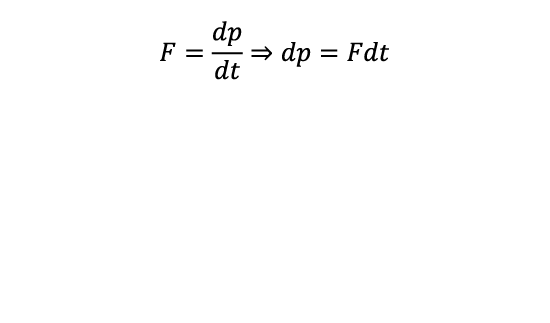 F = dp/dt ⇒ dp = Fdt